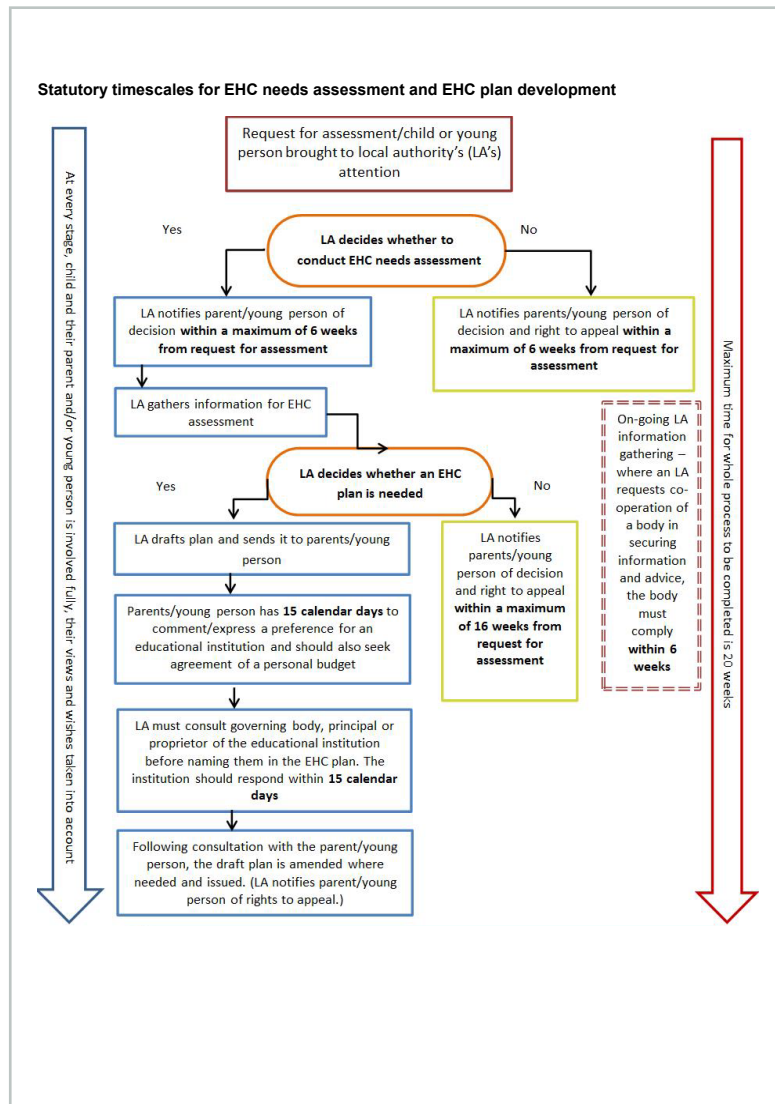 Statutory timescales for EHC needs assessment and EHC plan development
Request for assessment/child or young
person brought to local authority's (LA's)
attention
At every stage, child and their parent and/or young person is involved fully, their views and wishes taken into account
Maximum time for whole process to be completed is 20 weeks
Yes
No
LA decides whether to
conduct EHC needs assessment
LA notifies parent/young person of
decision within a maximum of 6 weeks
from request for assessment
LA notifies parents/young person of
decision and right to appeal within a
maximum of 6 weeks from request for
assessment
LA gathers information for EHC
assessment
On-going LA
information
gathering –
where an LA
requests co-
operation of
a body in
securing
information
and advice,
the body
must
comply
within 6
weeks
LA decides whether an EHC
plan is needed
Yes
No
LA drafts plan and sends it to parents/young
person
LA notifies
parents/young
person of decision
and right to appeal
within a maximum
of 16 weeks from
request for
assessment
Parents/young person has 15 calendar days to
comment/express a preference for an
educational institution and should also seek
agreement of a personal budget
LA must consult governing body, principal or
proprietor of the educational institution
before naming them in the EHC plan. The
institution should respond within 15 calendar
days
Following consultation with the parent/young
person, the draft plan is amended where
needed and issued. (LA notifies parent/young
person of rights to appeal.)